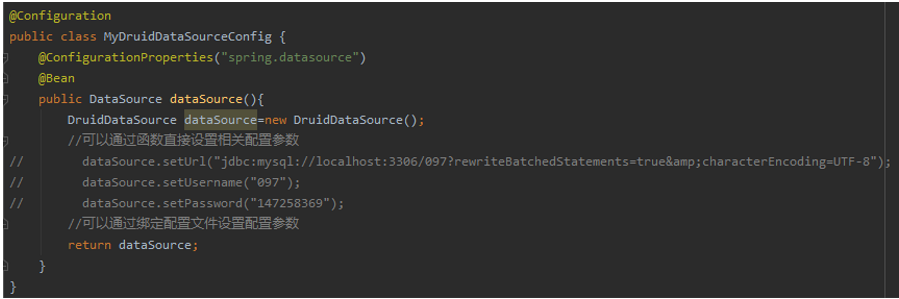 @Configuration
public class MyDruidDataSourceConfig {
@ConfigurationProperties("spring.datasource")
@Bean
public DataSource dataSource(){
DruidDataSource dataSource=new DruidDataSource();
//可以通过函数直接设置相关配置参数
// dataSource.setUrl("jdbc:mysql://localhost:3306/097?rewriteBatchedStatements=true&amp;characterEncoding=UTF-8");
// dataSource.setUsername("097");
// dataSource.setPassword("147258369");
//可以通过绑定配置文件设置配置参数
return dataSource;
}
}